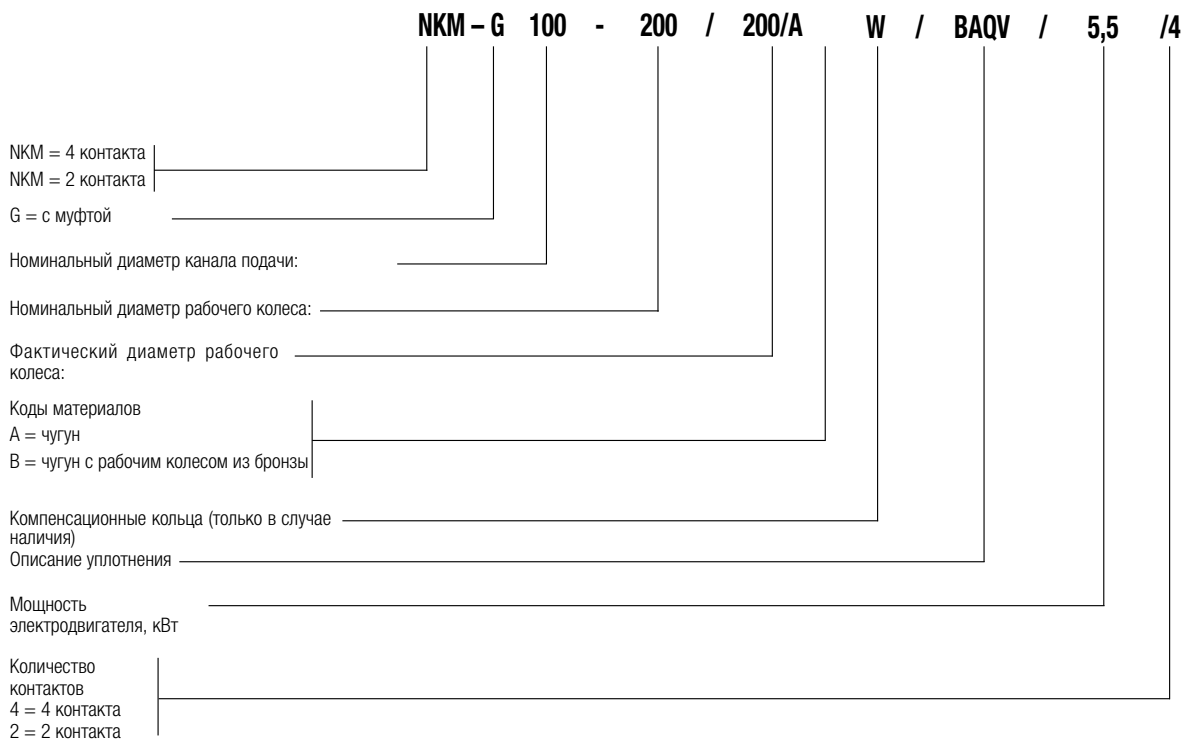 NKM – G 100 - 200 / 200/A W / BAQV / 5,5 /4
NKM = 4 контакта
NKM = 2 контакта
G = с муфтой
Номинальный диаметр канала подачи:
Номинальный диаметр рабочего колеса:
Фактический диаметр рабочего
колеса:
Коды материалов
A = чугун
B = чугун с рабочим колесом из бронзы
Компенсационные кольца (только в случае
наличия)
Описание уплотнения
Мощность
электродвигателя, кВт
Количество
контактов
4 = 4 контакта
2 = 2 контакта